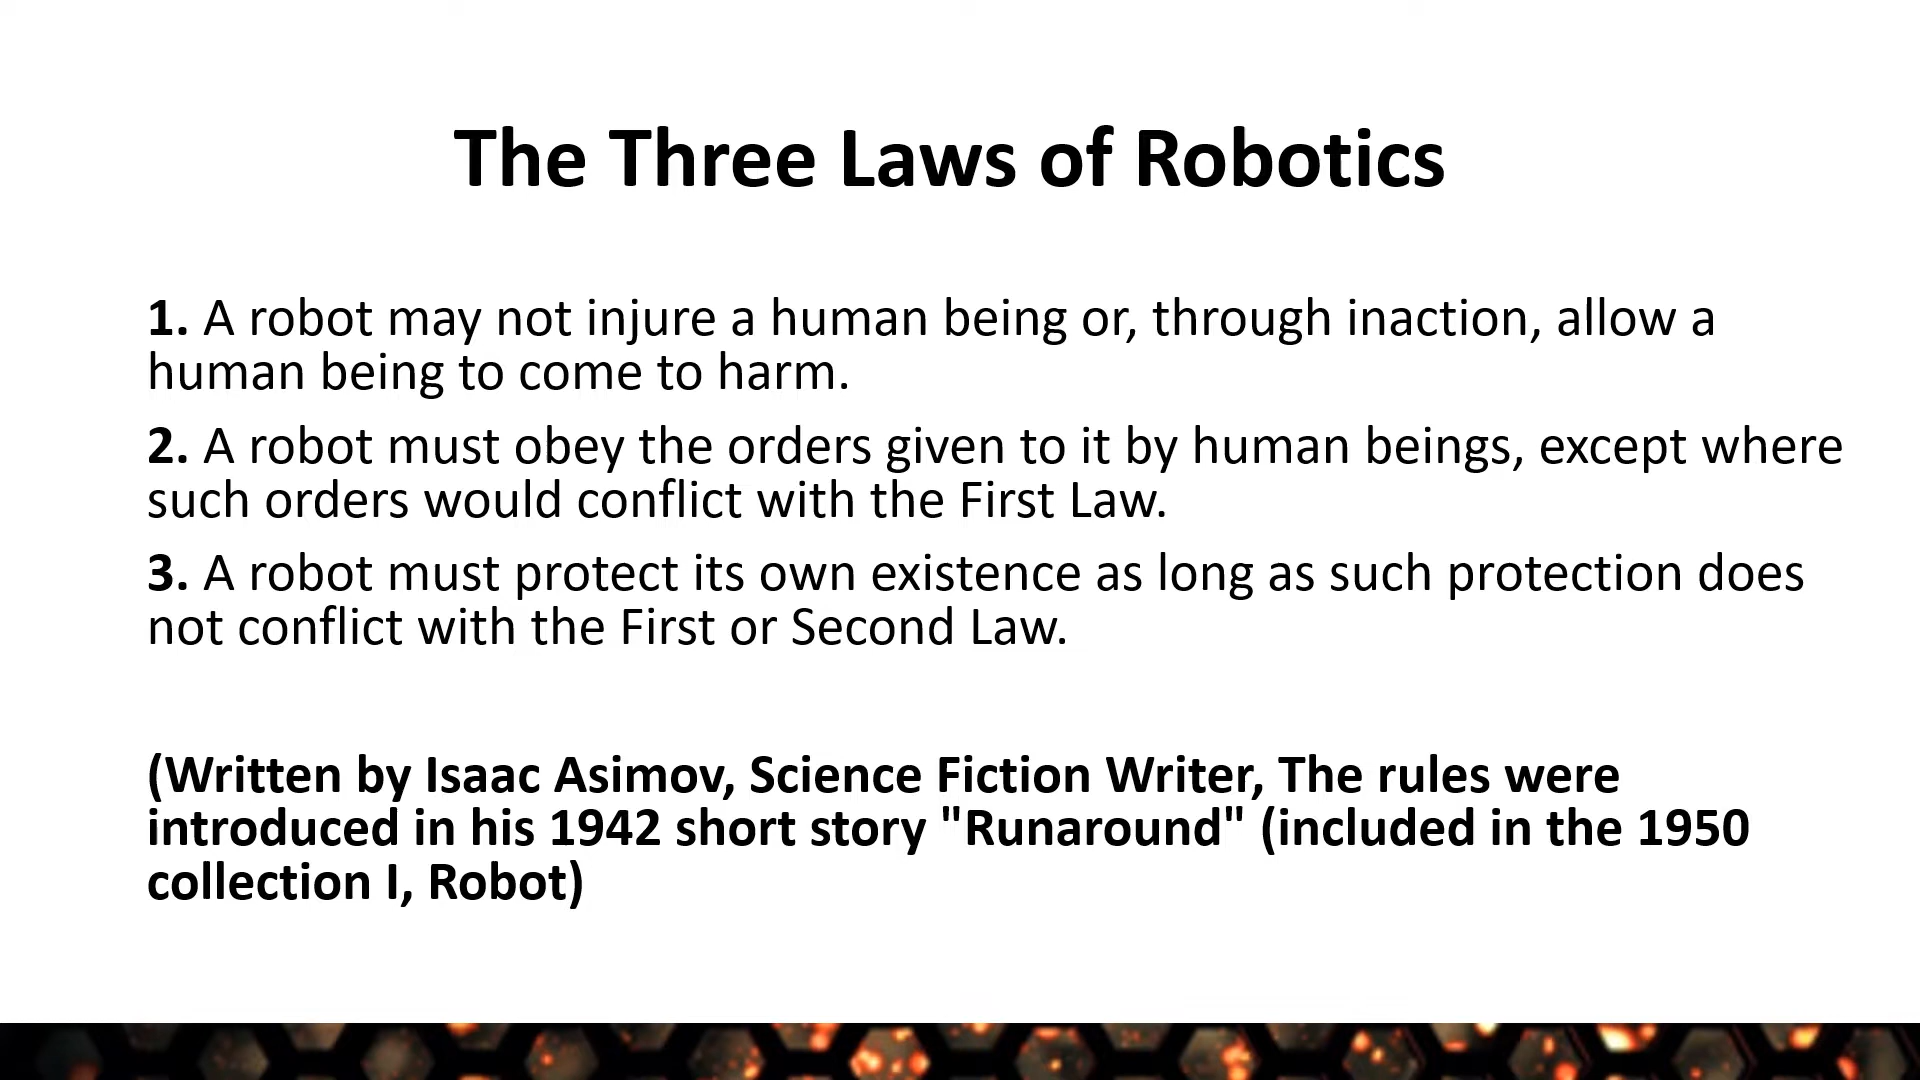 The Three Laws of Robotics
1. A robot may not injure a human being or, through inaction, allow a
human being to come to harm.
2. A robot must obey the orders given to it by human beings, except where
such orders would conflict with the First Law.
3. A robot must protect its own existence as long as such protection does
not conflict with the First or Second Law.
(Written by Isaac Asimov, Science Fiction Writer, The rules were
introduced in his 1942 short story "Runaround" (included in the 1950
collection I, Robot)